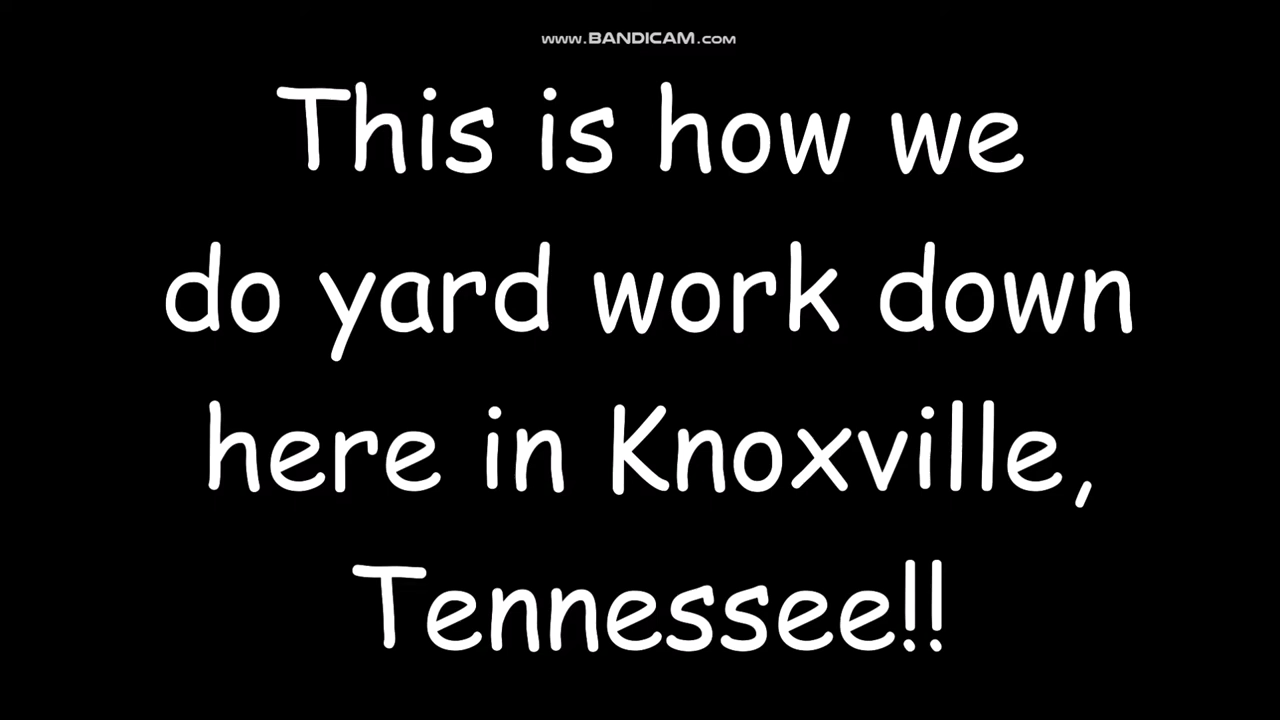 www.BANDICAM.com
This is how we
do yard work down
here in Knoxville,
Tennessee!!